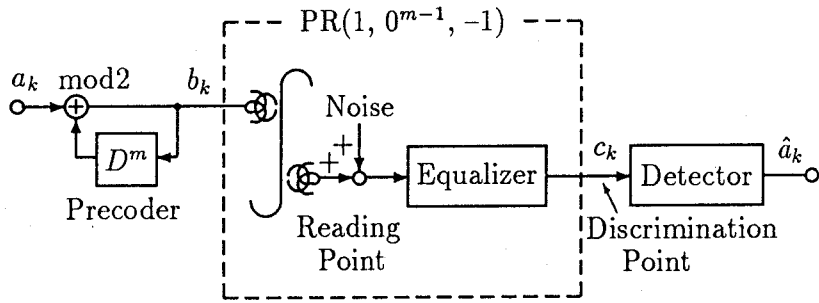 PR(1, 0^{m-1}, –1)
a_k
mod2
b_k
+
D^m
Precoder
Noise
+
+
Reading
Point
Equalizer
c_k
Discrimination
Point
Detector
â_k